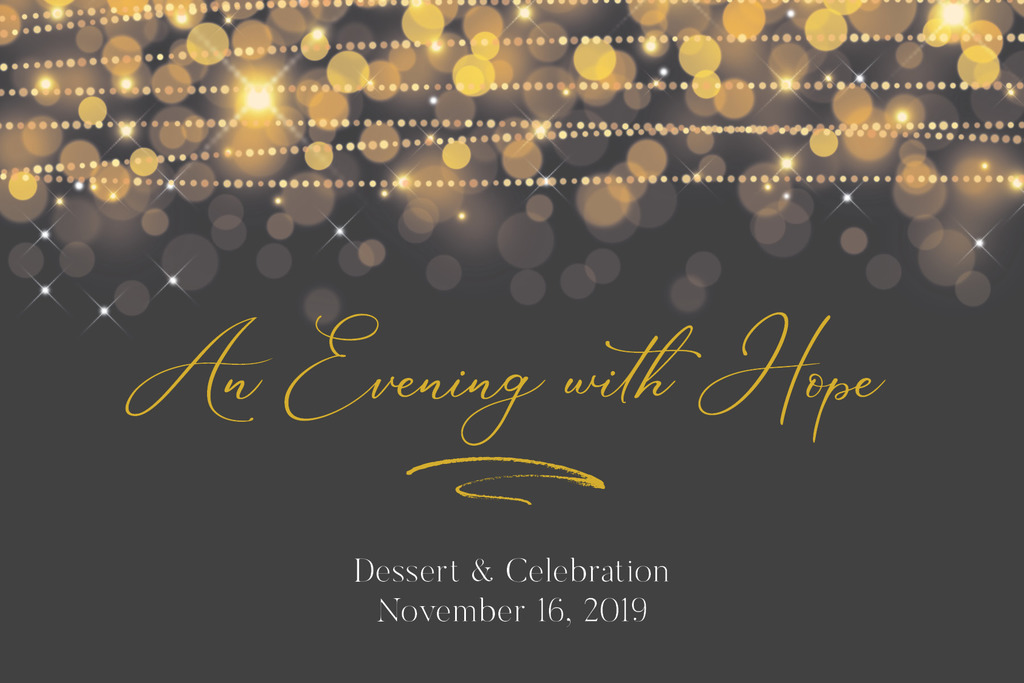 An Evening with Hope
Dessert & Celebration
November 16, 2019